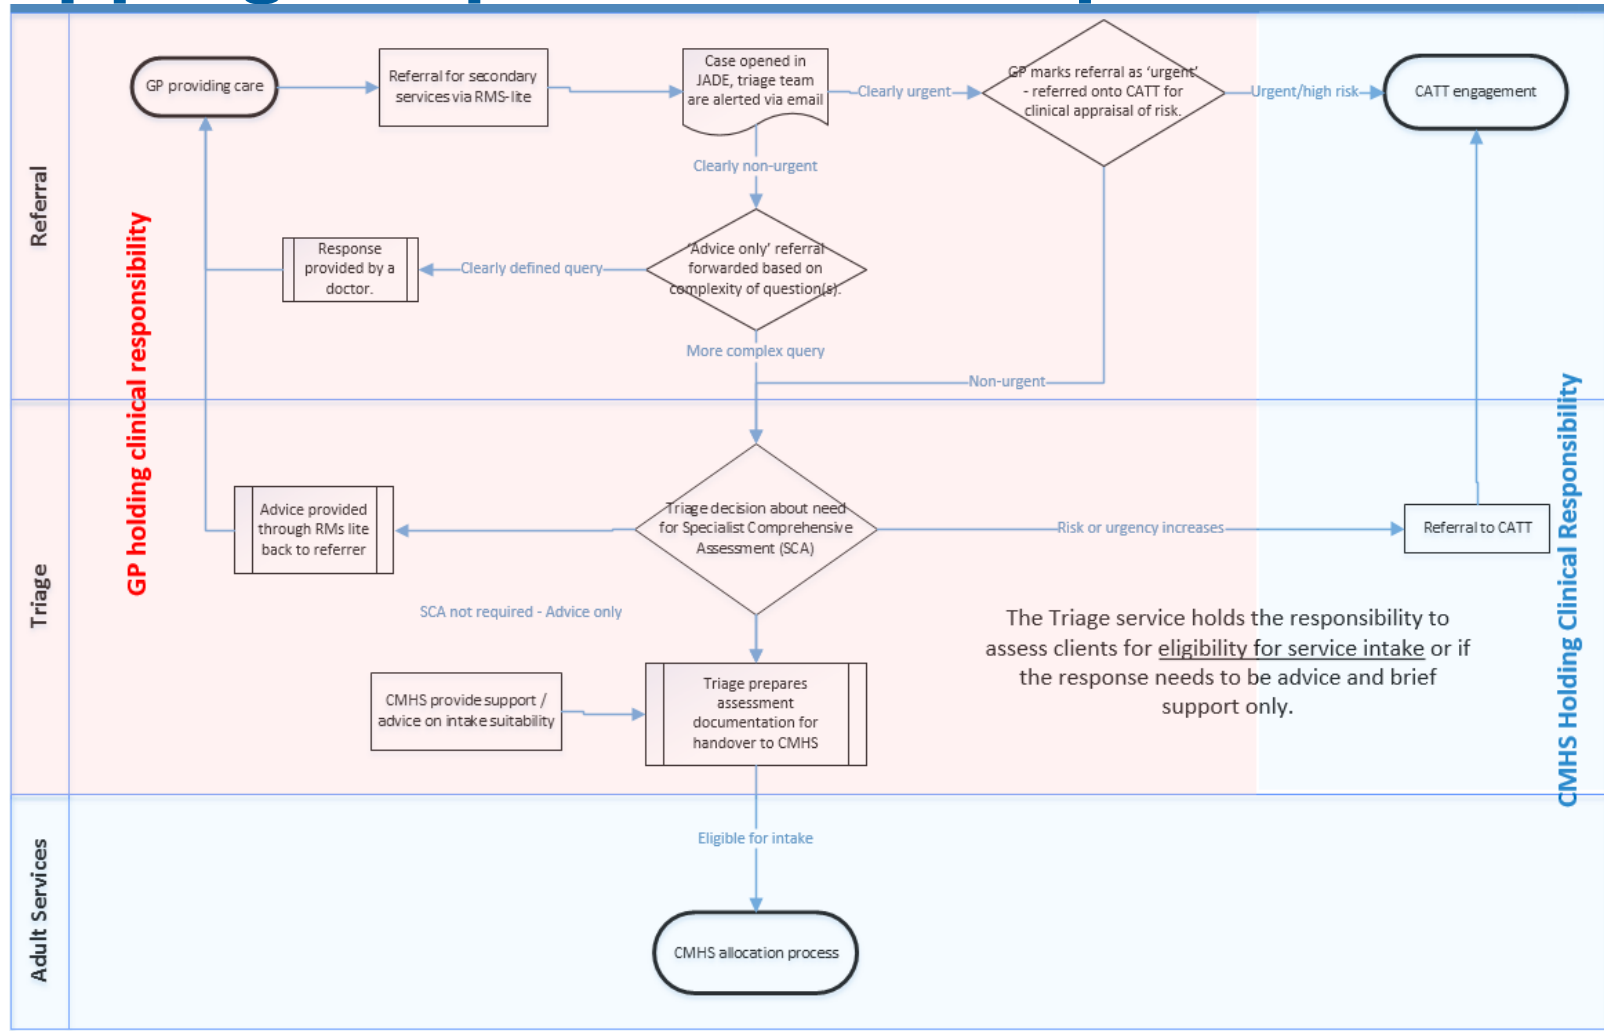 GP providing care
Referral for secondary
services via RMS-lite
Case opened in
JADE, triage team
are alerted via email
Clearly urgent
GP marks referral as ‘urgent’
- referred onto CATT for
clinical appraisal of risk.
Urgent/high risk
CATT engagement
Clearly non-urgent
Referral
GP holding clinical responsibility
Response
provided by a
doctor.
Clearly defined query
‘Advice only’ referral
forwarded based on
complexity of question(s).
More complex query
Non-urgent
CMHS Holding Clinical Responsibility
Triage
Advice provided
through RMs lite
back to referrer
Triage decision about need
for Specialist Comprehensive
Assessment (SCA)
Risk or urgency increases
Referral to CATT
SCA not required - Advice only
The Triage service holds the responsibility to
assess clients for eligibility for service intake or if
the response needs to be advice and brief
support only.
CMHS provide support /
advice on intake suitability
Triage prepares
assessment
documentation for
handover to CMHS
Adult Services
Eligible for intake
CMHS allocation process